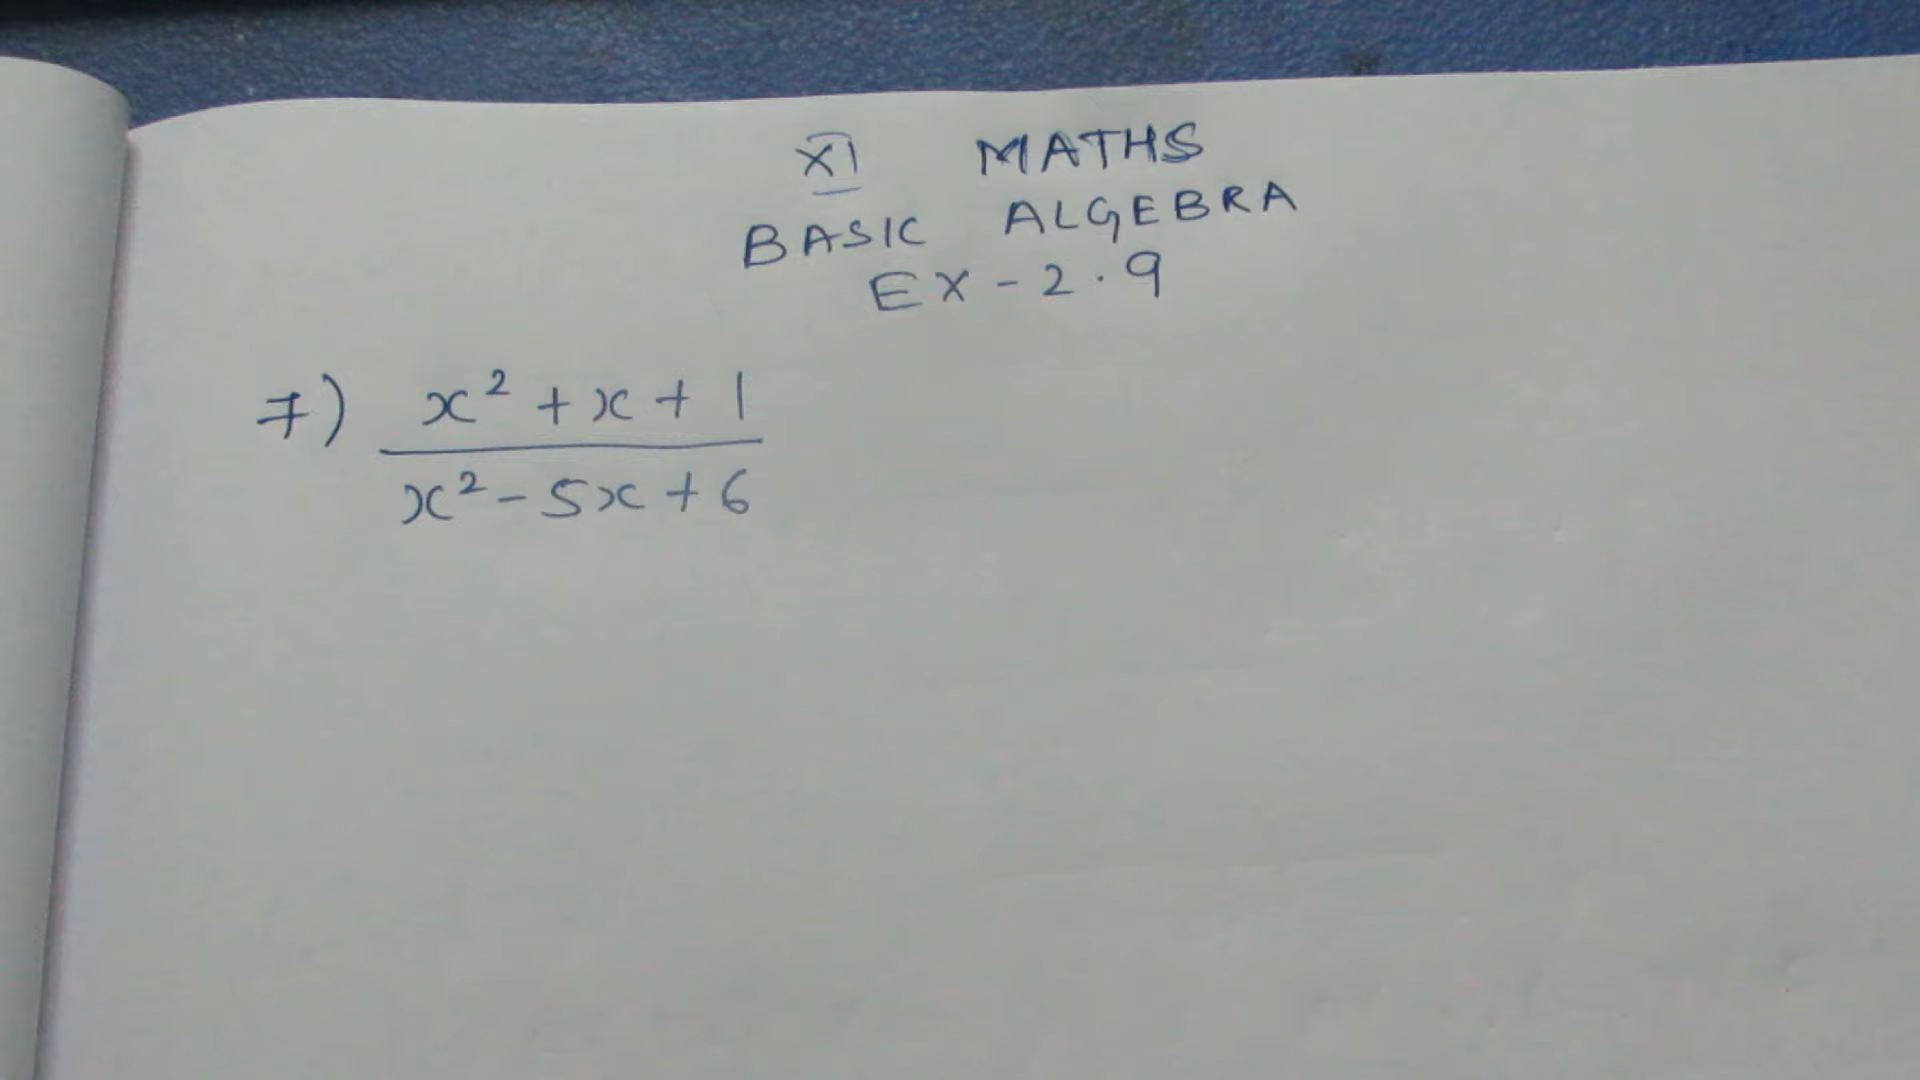 XI MATHS
BASIC ALGEBRA
EX - 2.9
7) x² + x + 1
x² - 5x + 6